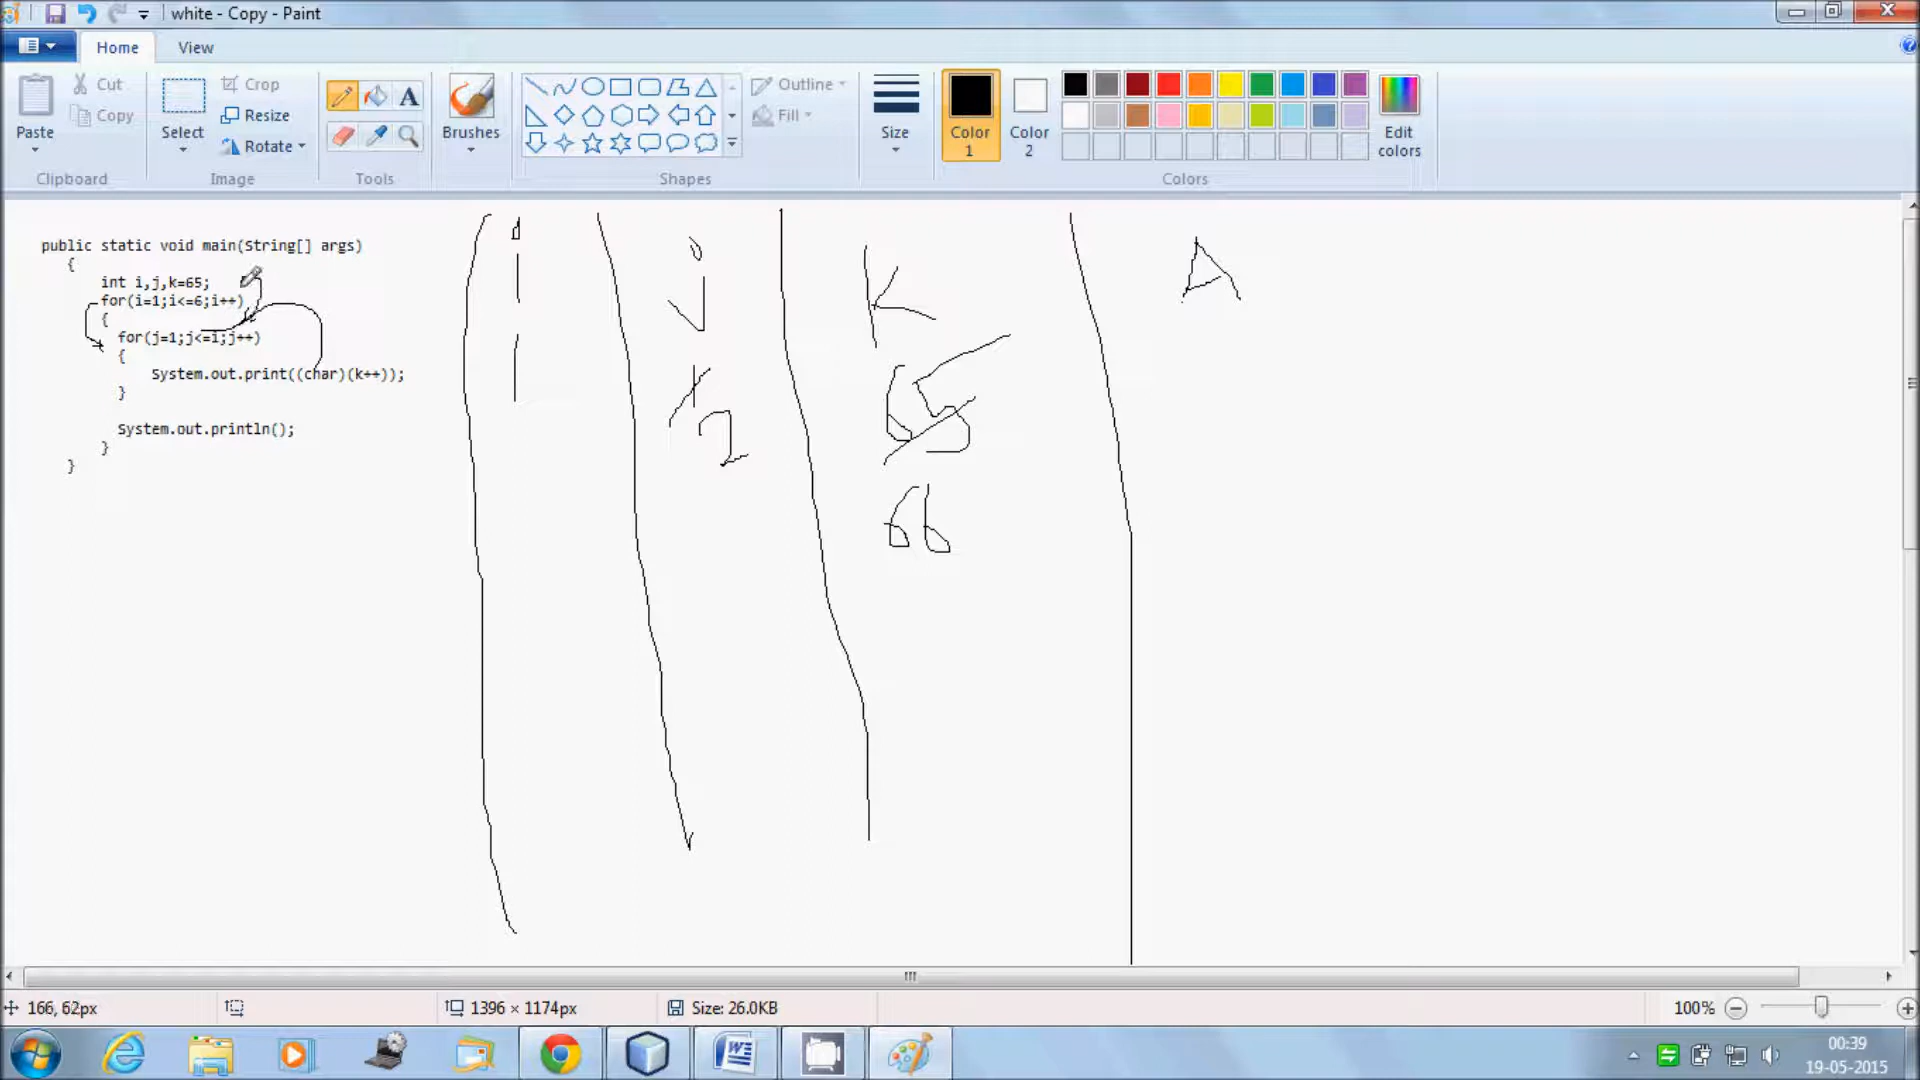 white - Copy - Paint
Home View
Paste
Cut
Copy
Clipboard
Select
Crop
Resize
Rotate
Image
Tools
Brushes
Outline
Fill
Shapes
Size
Color 1
Color 2
Edit colors
Colors
public static void main(String[] args)
{
int i,j,k=65;
for(i=1;i<=6;i++)
{
for(j=1;j<=i;j++)
{
System.out.print((char)(k++));
}
System.out.println();
}
}
i j K A
1 1 65
2
66
166, 62px 1396 × 1174px Size: 26.0KB 100%
00:39
19-05-2015